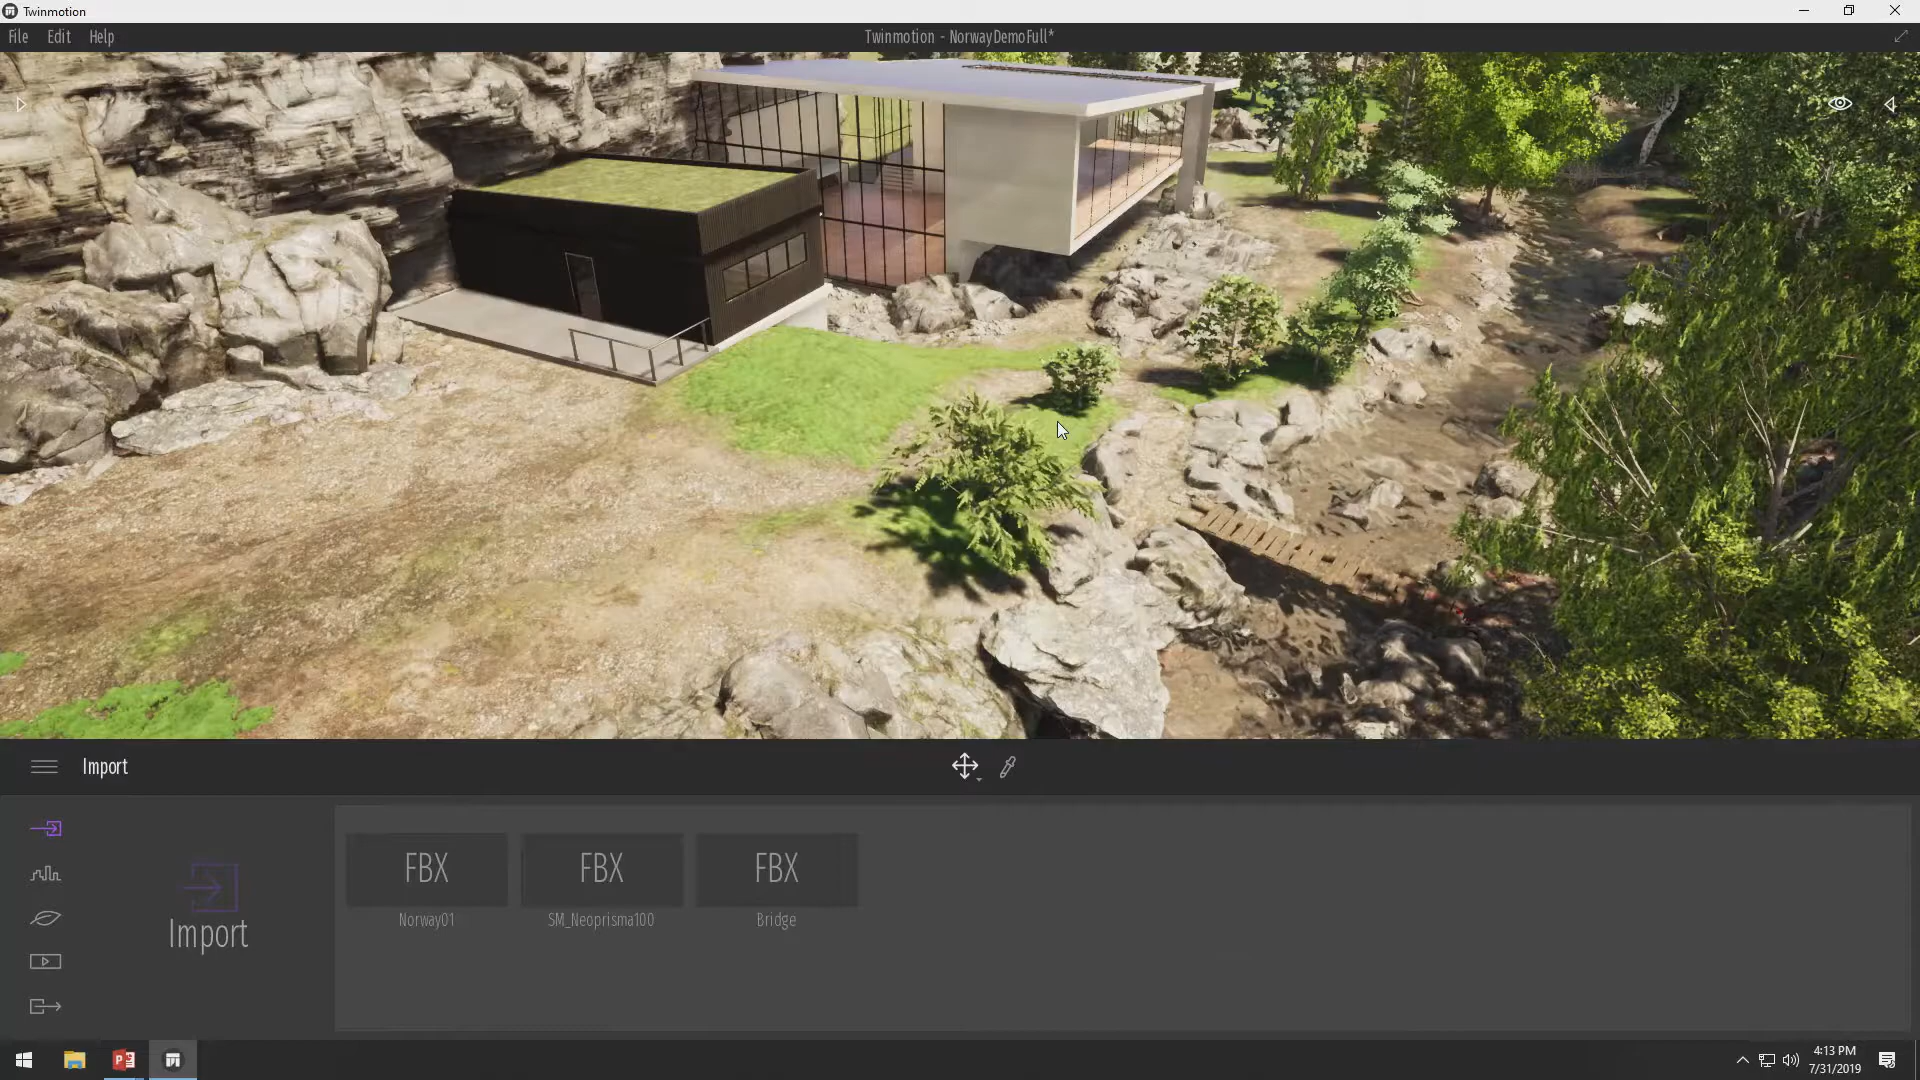 Twinmotion
File Edit Help
Twinmotion - NorwayDemoFull*
Import
Import
FBX FBX FBX
Norway01 SM_Neoprisma100 Bridge
4:13 PM
7/31/2019